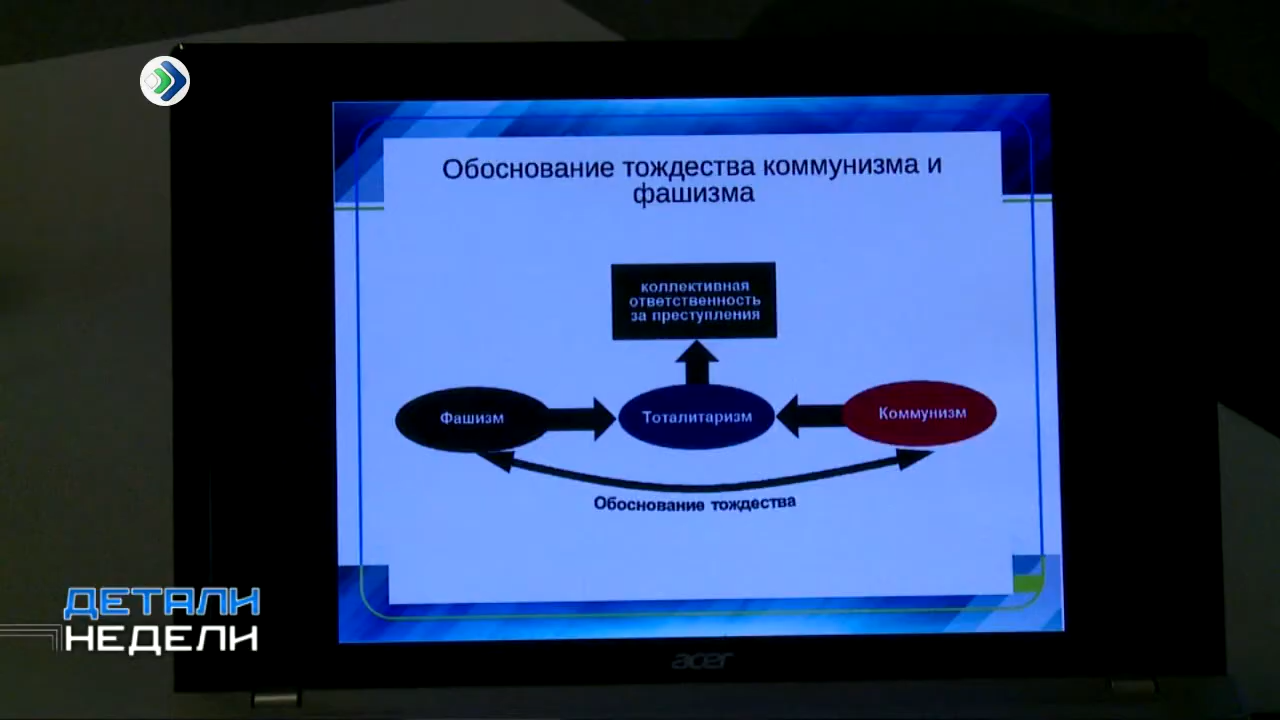 Обоснование тождества коммунизма и
фашизма
коллективная
ответственность
за преступления
Фашизм
Тоталитаризм
Коммунизм
Обоснование тождества
ДЕТАЛИ
НЕДЕЛИ
acer